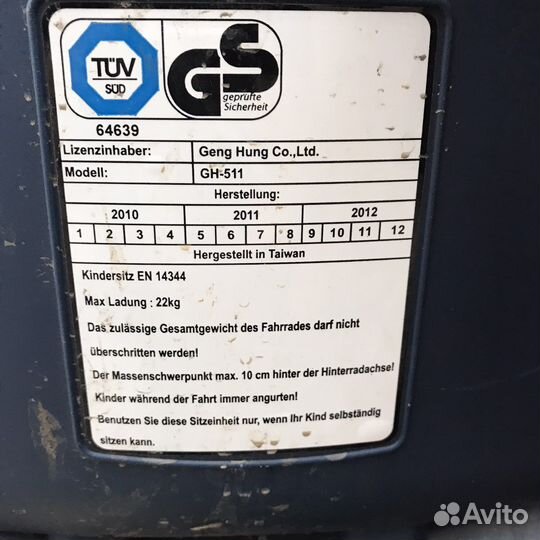 TÜV
SÜD
GS
geprüfte
Sicherheit
64639
Lizenzinhaber: Geng Hung Co.,Ltd.
Modell: GH-511
Herstellung:
2010 2011 2012
1 2 3 4 5 6 7 8 9 10 11 12
Hergestellt in Taiwan
Kindersitz EN 14344
Max Ladung : 22kg
Das zulässige Gesamtgewicht des Fahrrades darf nicht
überschritten werden!
Der Massenschwerpunkt max. 10 cm hinter der Hinterradachse!
Kinder während der Fahrt immer angurten!
Benutzen Sie diese Sitzeinheit nur, wenn Ihr Kind selbständig
sitzen kann.
Avito